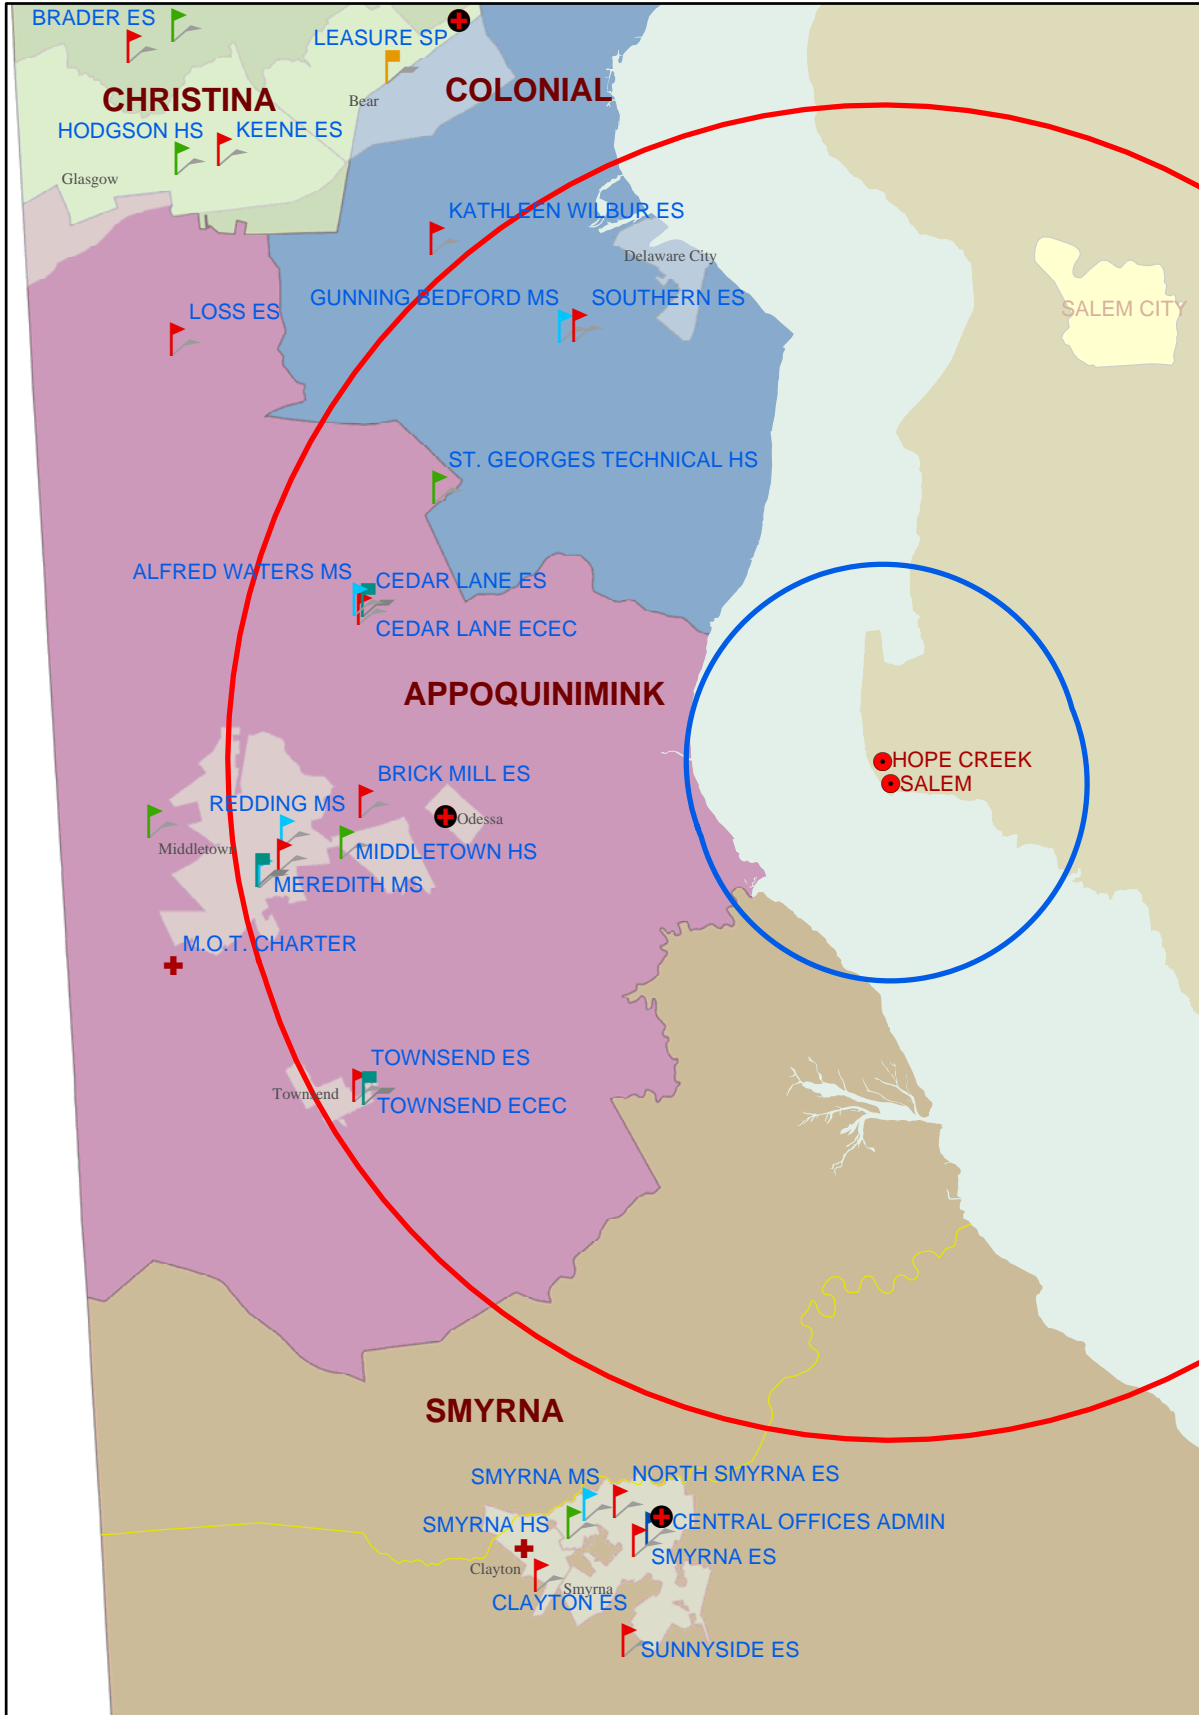 BRADER ES
LEASURE SP
COLONIAL
CHRISTINA
Bear
HODGSON HS
KEENE ES
Glasgow
KATHLEEN WILBUR ES
Delaware City
GUNNING BEDFORD MS
SOUTHERN ES
LOSS ES
SALEM CITY
ST. GEORGES TECHNICAL HS
ALFRED WATERS MS
CEDAR LANE ES
CEDAR LANE ECEC
APPOQUINIMINK
HOPE CREEK
SALEM
BRICK MILL ES
REDDING MS
Odessa
Middletown
MIDDLETOWN HS
MEREDITH MS
M.O.T. CHARTER
TOWNSEND ES
Townsend
TOWNSEND ECEC
SMYRNA
SMYRNA MS
NORTH SMYRNA ES
SMYRNA HS
CENTRAL OFFICES ADMIN
SMYRNA ES
Clayton
Smyrna
CLAYTON ES
SUNNYSIDE ES